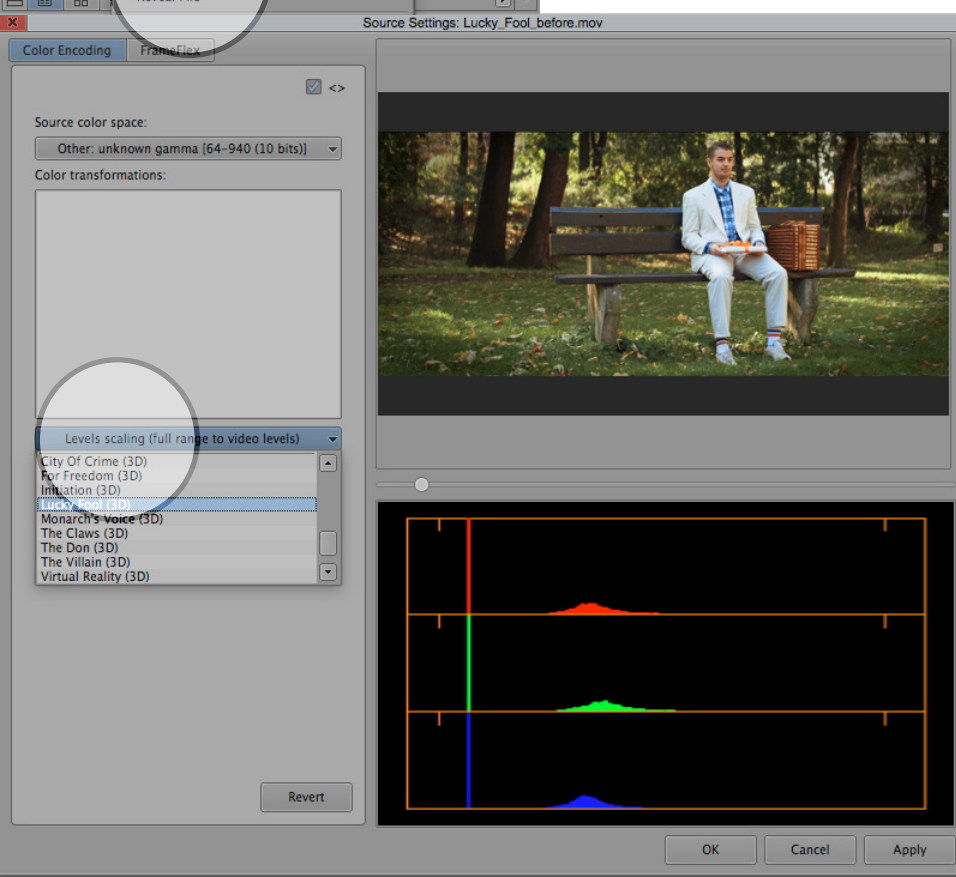 Reveal File
Source Settings: Lucky_Fool_before.mov
Color Encoding
FrameFlex
<>
Source color space:
Other: unknown gamma [64–940 (10 bits)]
Color transformations:
Levels scaling (full range to video levels)
City Of Crime (3D)
For Freedom (3D)
Initiation (3D)
Lucky Fool (3D)
Monarch's Voice (3D)
The Claws (3D)
The Don (3D)
The Villain (3D)
Virtual Reality (3D)
Revert
OK
Cancel
Apply